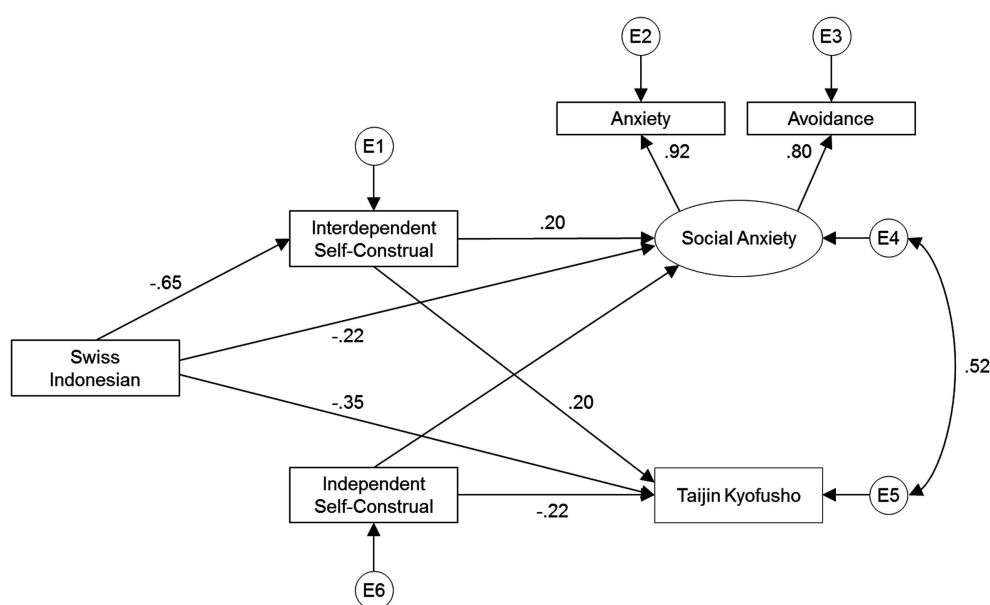 E2
E3
Anxiety
Avoidance
E1
.92
.80
Interdependent
Self-Construal
.20
Social Anxiety
E4
-.65
-.22
Swiss
Indonesian
.52
-.35
.20
Independent
Self-Construal
-.22
Taijin Kyofusho
E5
E6